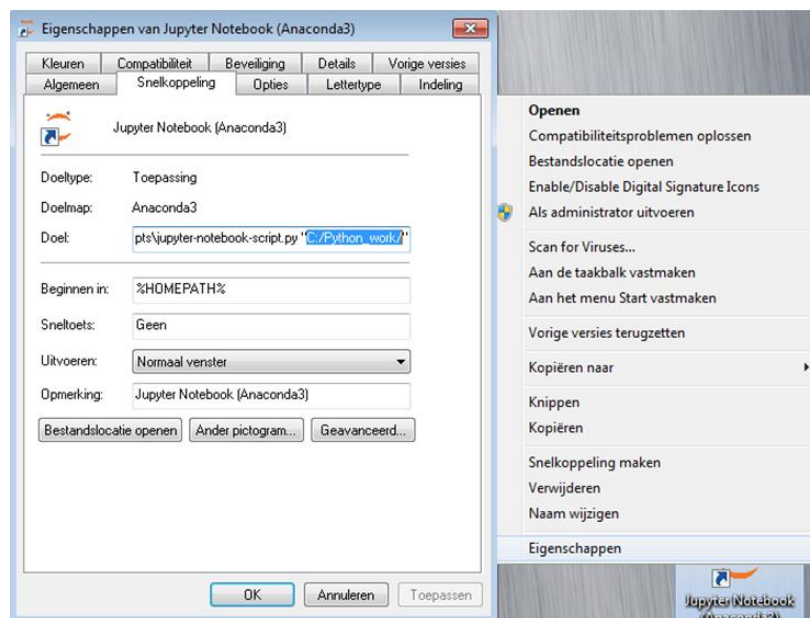 Eigenschappen van Jupyter Notebook (Anaconda3)
Kleuren Compatibiliteit Beveiliging Details Vorige versies
Algemeen Snelkoppeling Opties Lettertype Indeling
Jupyter Notebook (Anaconda3)
Doeltype: Toepassing
Doelmap: Anaconda3
Doel: pts\jupyter-notebook-script.py "C:/Python_work/"
Beginnen in: %HOMEPATH%
Sneltoets: Geen
Uitvoeren: Normaal venster
Opmerking: Jupyter Notebook (Anaconda3)
Bestandslocatie openen Ander pictogram... Geavanceerd...
OK Annuleren Toepassen
Openen
Compatibiliteitsproblemen oplossen
Bestandslocatie openen
Enable/Disable Digital Signature Icons
Als administrator uitvoeren
Scan for Viruses...
Aan de taakbalk vastmaken
Aan het menu Start vastmaken
Vorige versies terugzetten
Kopiëren naar
Knippen
Kopiëren
Snelkoppeling maken
Verwijderen
Naam wijzigen
Eigenschappen
Jupyter Notebook
(Anaconda3)